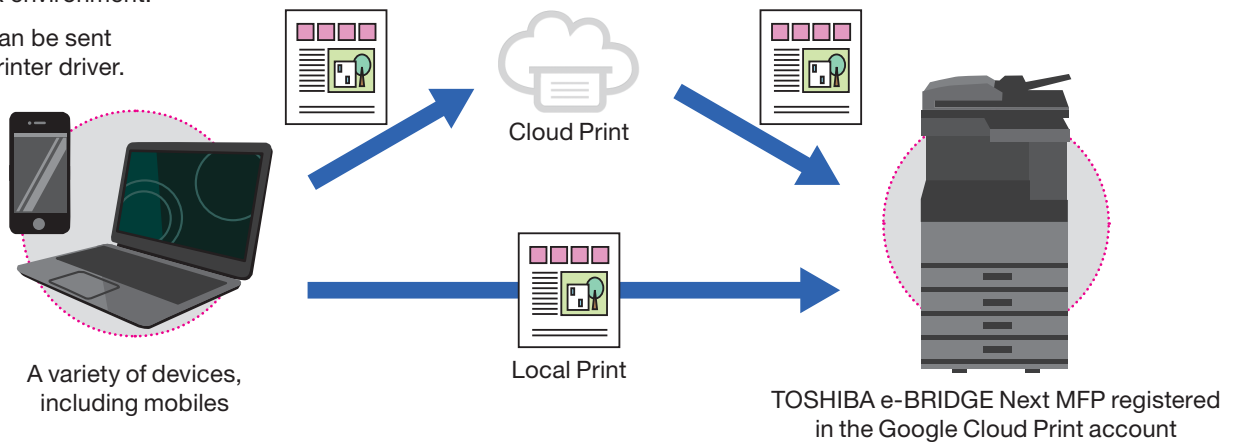 environment.
an be sent
rinter driver.
Cloud Print
Local Print
A variety of devices,
including mobiles
TOSHIBA e-BRIDGE Next MFP registered
in the Google Cloud Print account